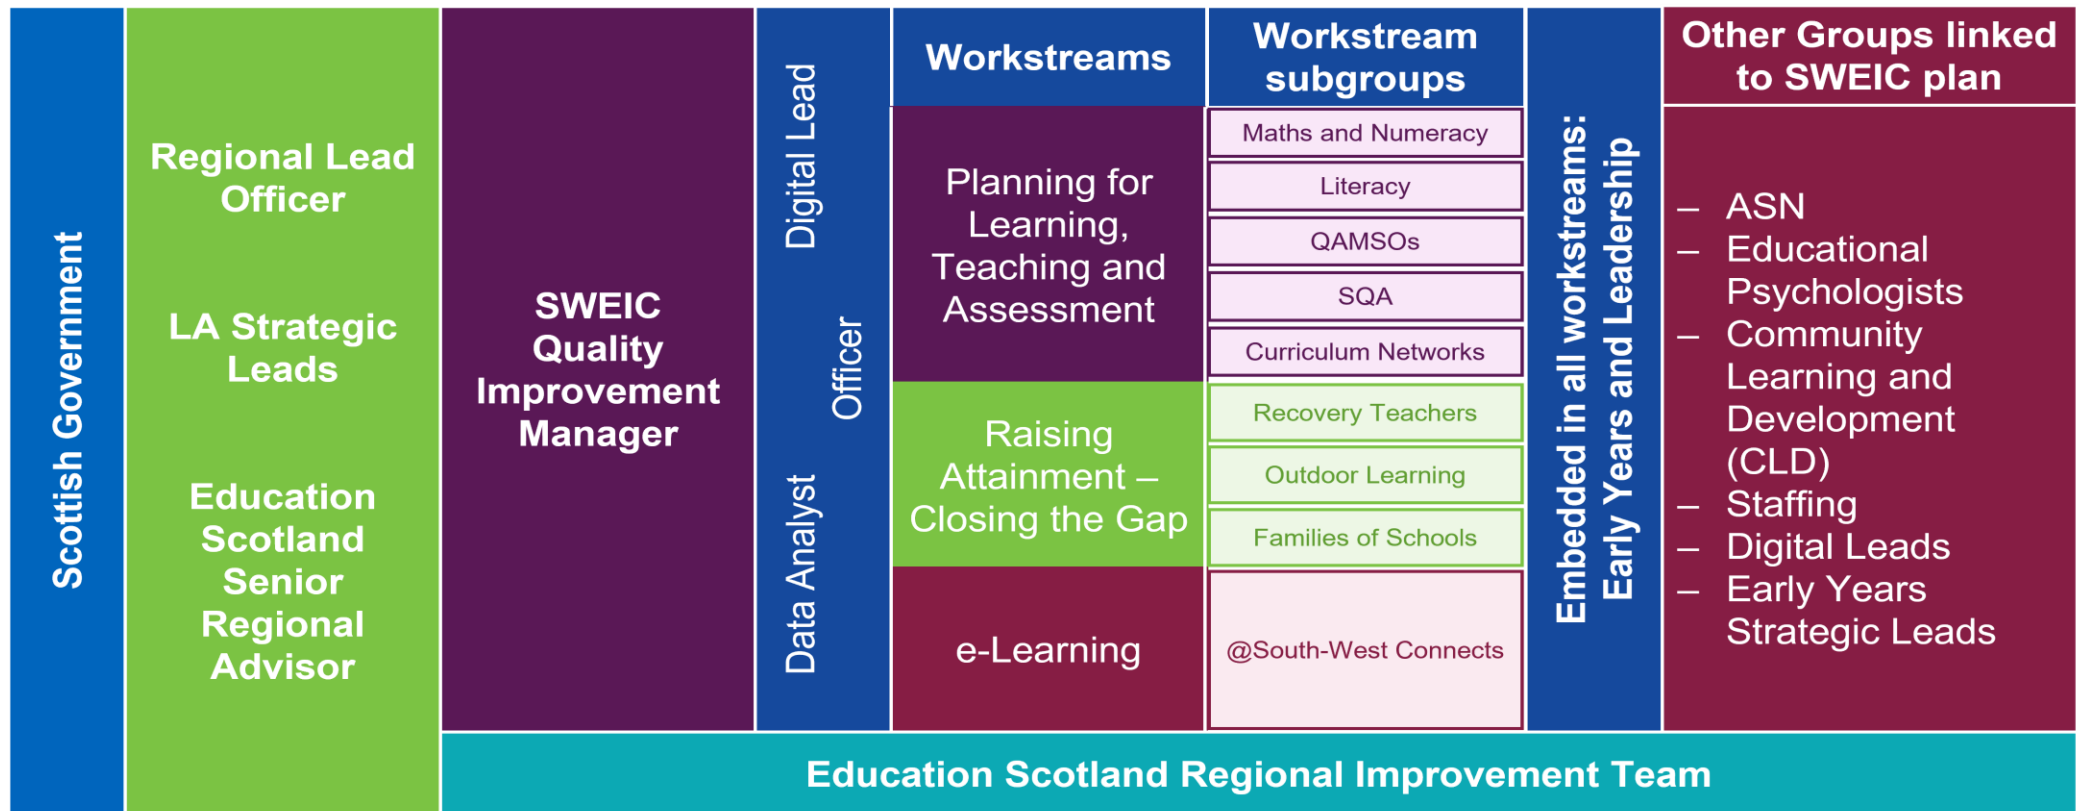 Scottish Government
Regional Lead
Officer
LA Strategic
Leads
Education
Scotland
Senior
Regional
Advisor
SWEIC
Quality
Improvement
Manager
Data Analyst Digital Lead
Officer
Workstreams
Planning for
Learning,
Teaching and
Assessment
Raising
Attainment –
Closing the Gap
e-Learning
Workstream
subgroups
Maths and Numeracy
Literacy
QAMSOs
SQA
Curriculum Networks
Recovery Teachers
Outdoor Learning
Families of Schools
@South-West Connects
Embedded in all workstreams:
Early Years and Leadership
Other Groups linked
to SWEIC plan
– ASN
– Educational
Psychologists
– Community
Learning and
Development
(CLD)
– Staffing
– Digital Leads
– Early Years
Strategic Leads
Education Scotland Regional Improvement Team